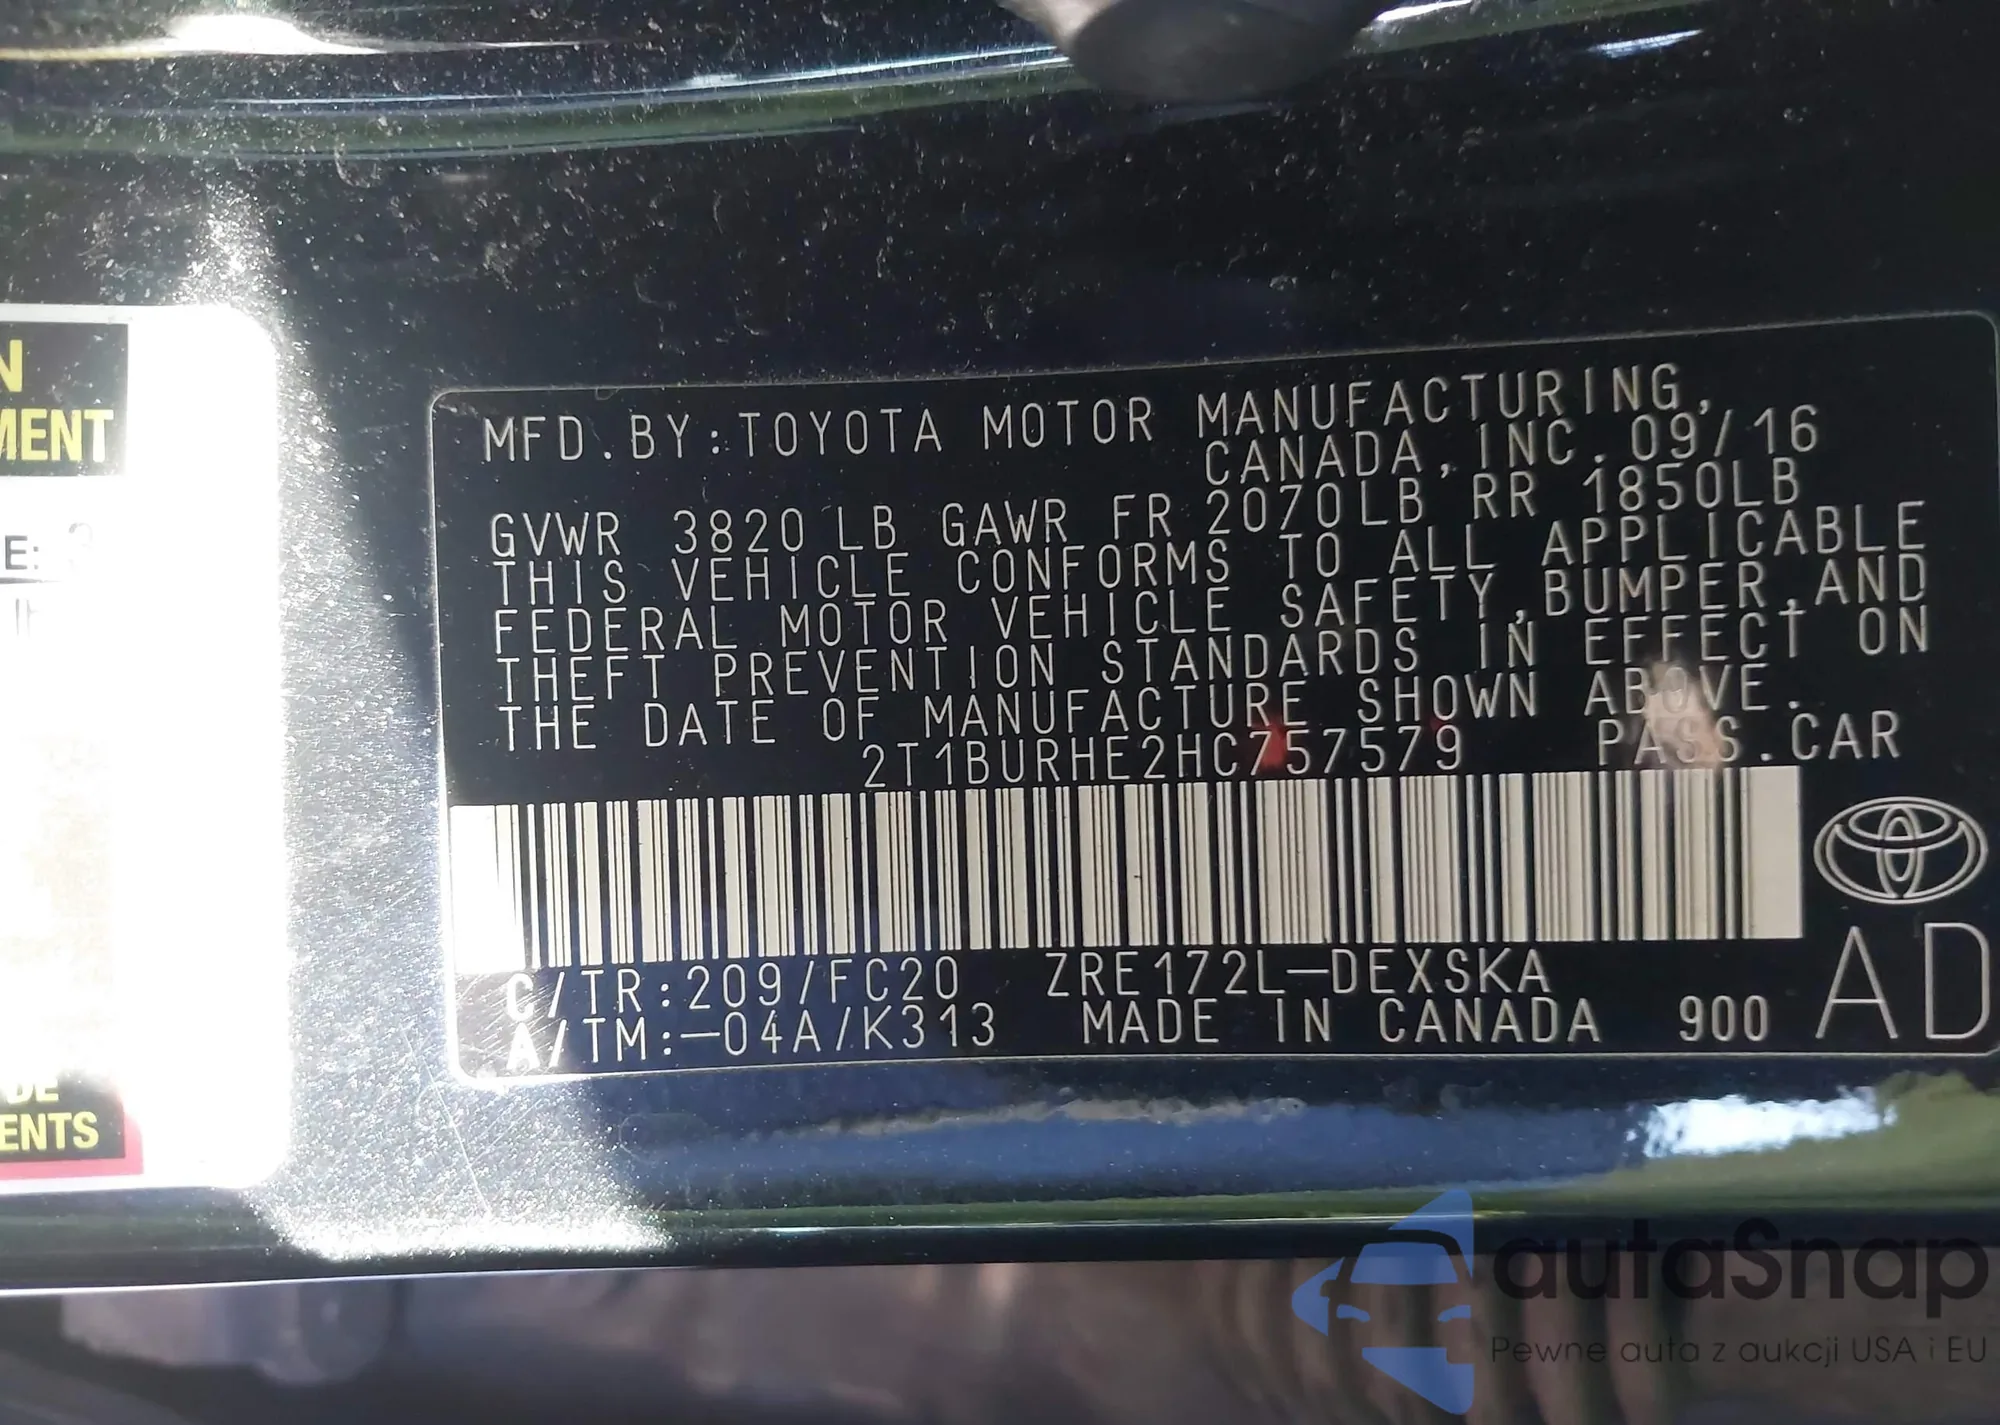 N
MENT
E: 3
MFD.BY:TOYOTA MOTOR MANUFACTURING,
CANADA,INC.09/16
GVWR 3820 LB GAWR FR 2070LB RR 1850LB
THIS VEHICLE CONFORMS TO ALL APPLICABLE
FEDERAL MOTOR VEHICLE SAFETY,BUMPER,AND
THEFT PREVENTION STANDARDS IN EFFECT ON
THE DATE OF MANUFACTURE SHOWN ABOVE.
2T1BURHE2HC757579 PASS.CAR
C/TR:209/FC20 ZRE172L-DEXSKA
A/TM:-04A/K313 MADE IN CANADA 900
AD
DE
ENTS
autaSnap
Pewne auta z aukcji USA i EU